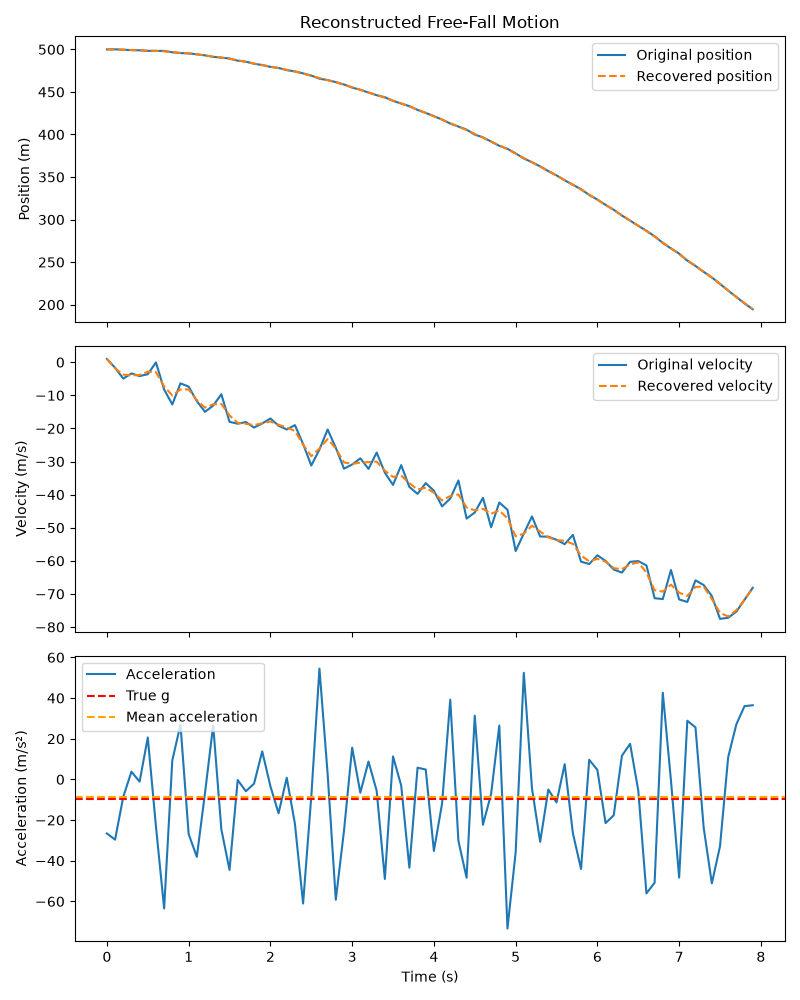 Reconstructed Free-Fall Motion
500
450
400
350
300
250
200
Position (m)
Original position
Recovered position
0
−10
−20
−30
−40
−50
−60
−70
−80
Velocity (m/s)
Original velocity
Recovered velocity
60
40
20
0
−20
−40
−60
Acceleration (m/s²)
Acceleration
True g
Mean acceleration
0 1 2 3 4 5 6 7 8
Time (s)